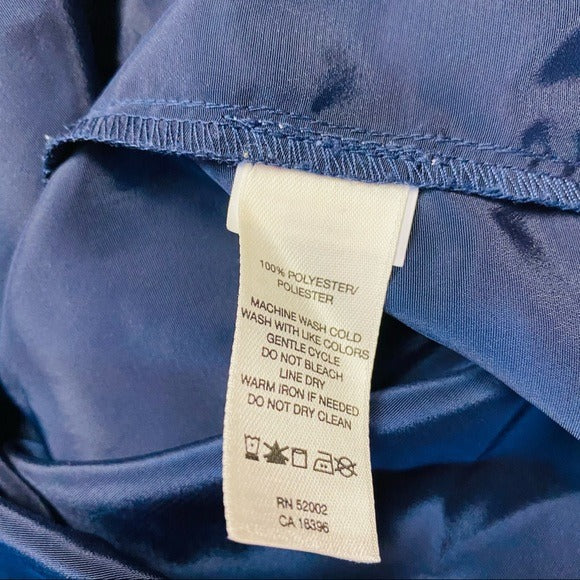 100% POLYESTER/
POLIESTER
MACHINE WASH COLD
WASH WITH LIKE COLORS
GENTLE CYCLE
DO NOT BLEACH
LINE DRY
WARM IRON IF NEEDED
DO NOT DRY CLEAN
RN 52002
CA 16396